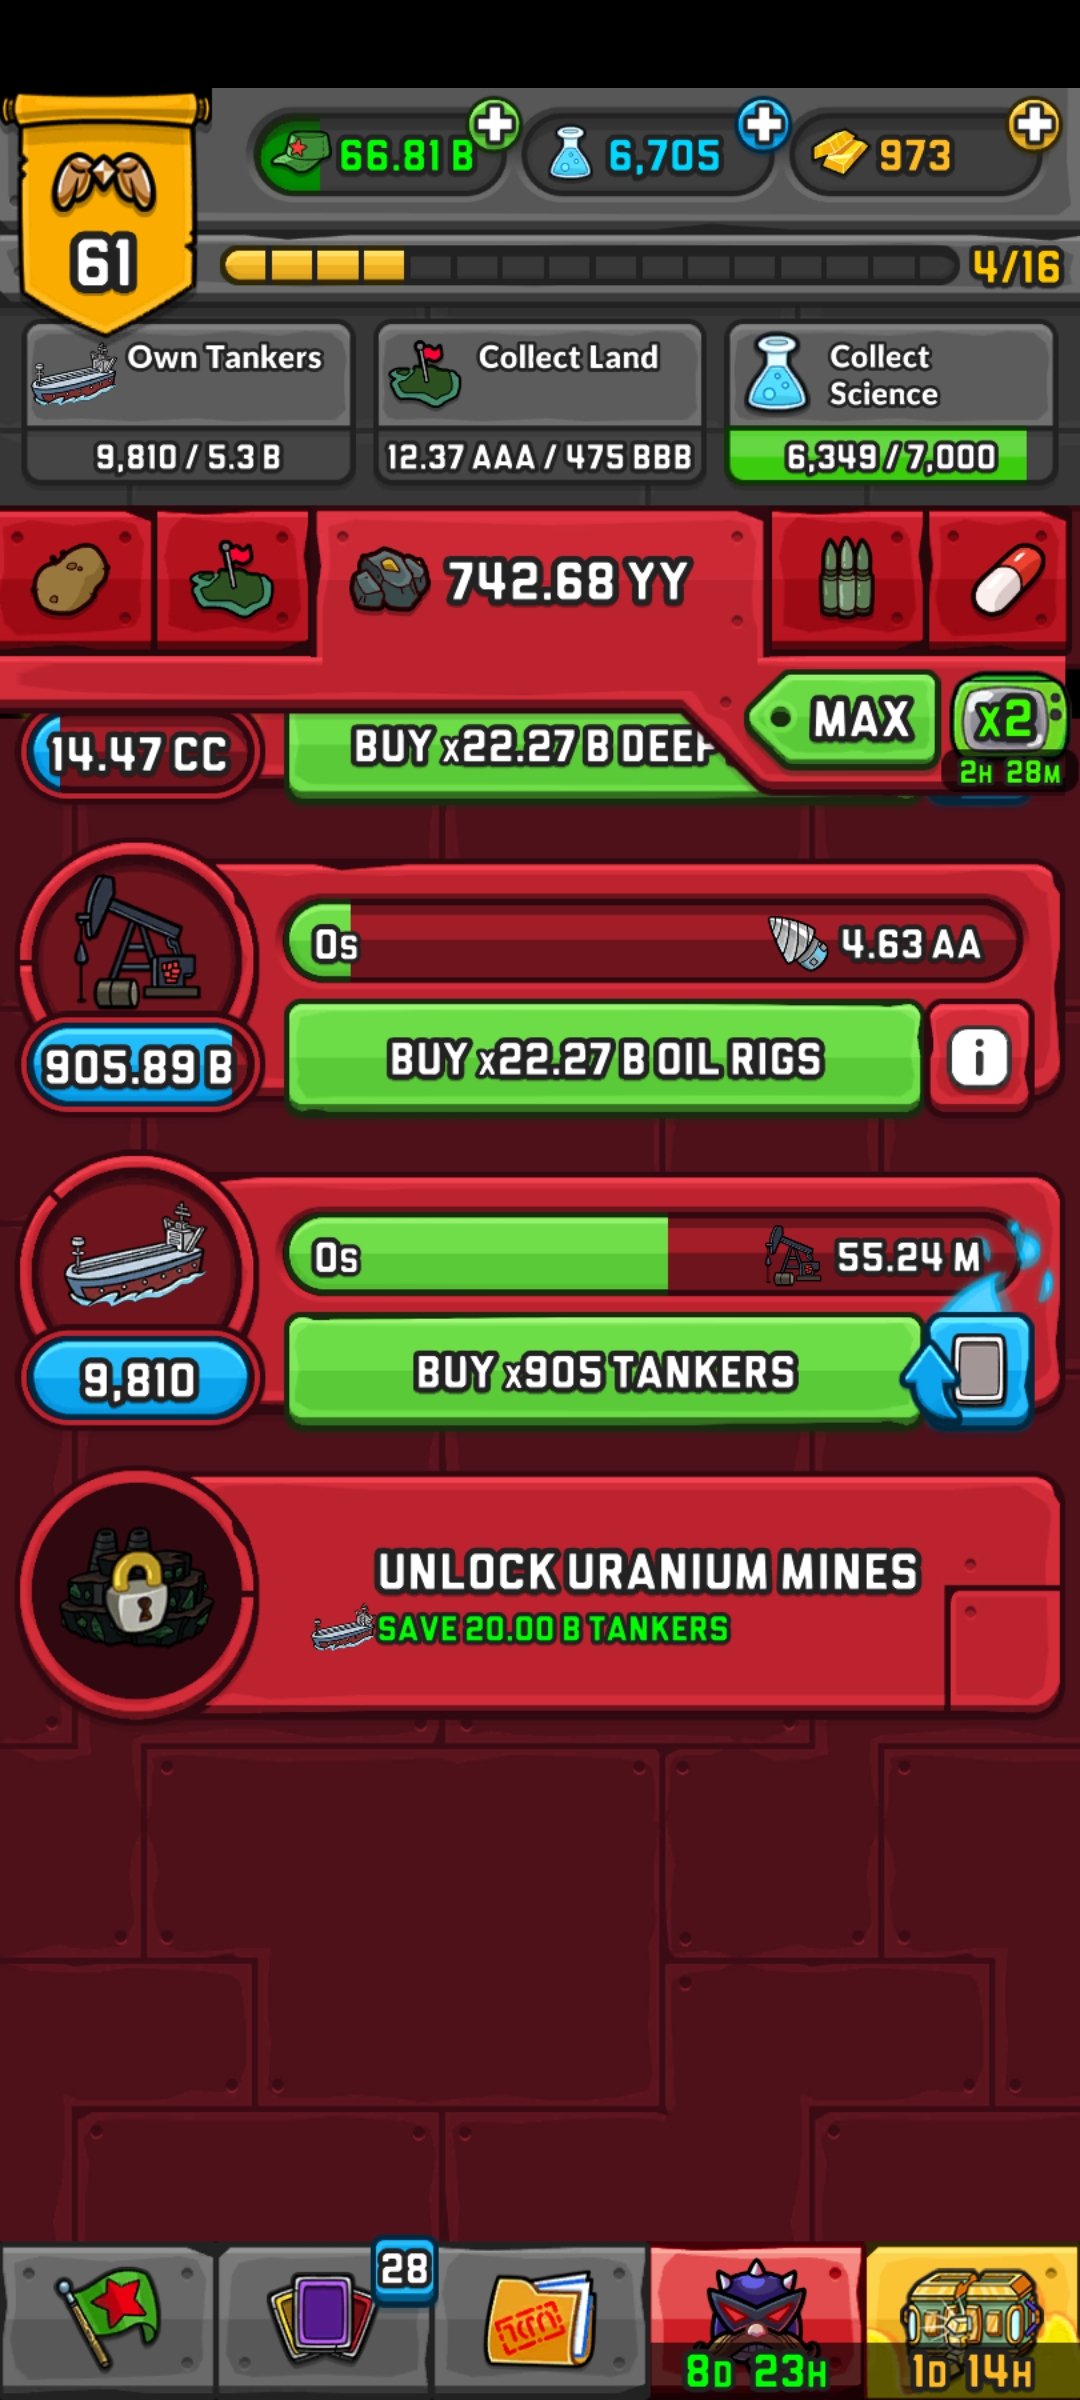 66.81 B
6,705
973
61
4/16
Own Tankers
9,810 / 5.3 B
Collect Land
12.37 AAA / 475 BBB
Collect
Science
6,349 / 7,000
742.68 YY
MAX
x2
2H 28M
14.47 CC
BUY x22.27 B DEEP
0s
4.63 AA
905.89 B
BUY x22.27 B OIL RIGS
i
0s
55.24 M
9,810
BUY x905 TANKERS
UNLOCK URANIUM MINES
SAVE 20.00 B TANKERS
28
8D 23H
1D 14H